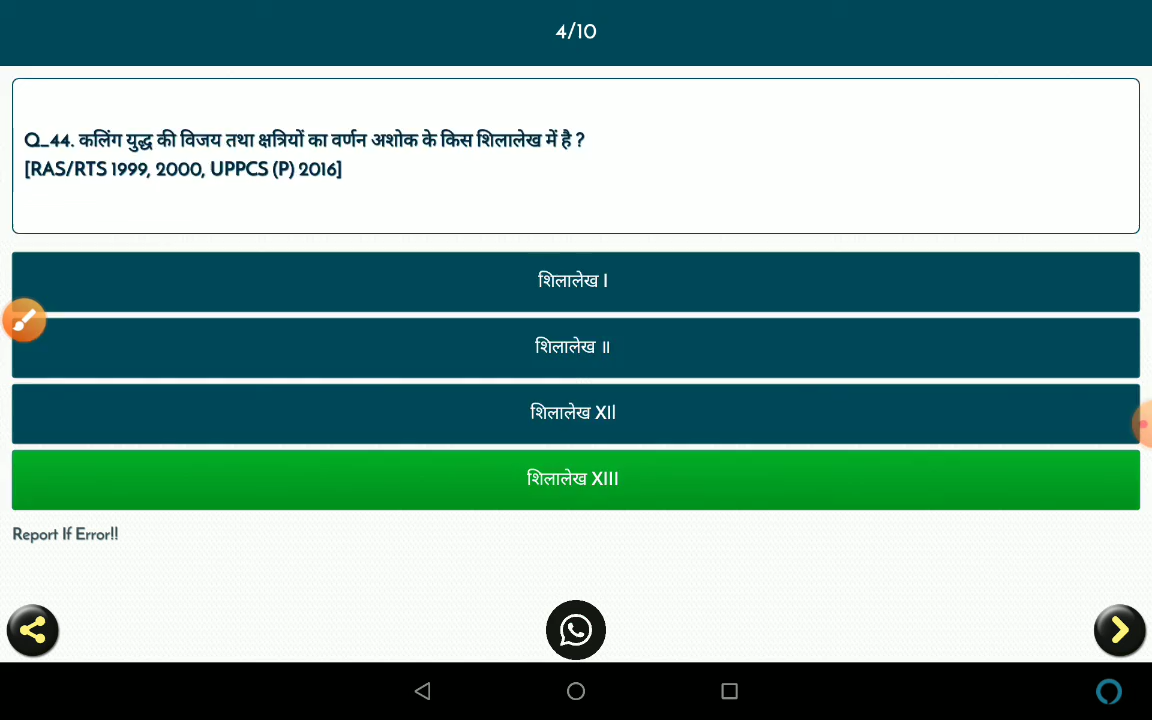 4/10
Q_44. कलिंग युद्ध की विजय तथा क्षत्रियों का वर्णन अशोक के किस शिलालेख में है ?
[RAS/RTS 1999, 2000, UPPCS (P) 2016]
शिलालेख I
शिलालेख ॥
शिलालेख XII
शिलालेख XIII
Report If Error!!